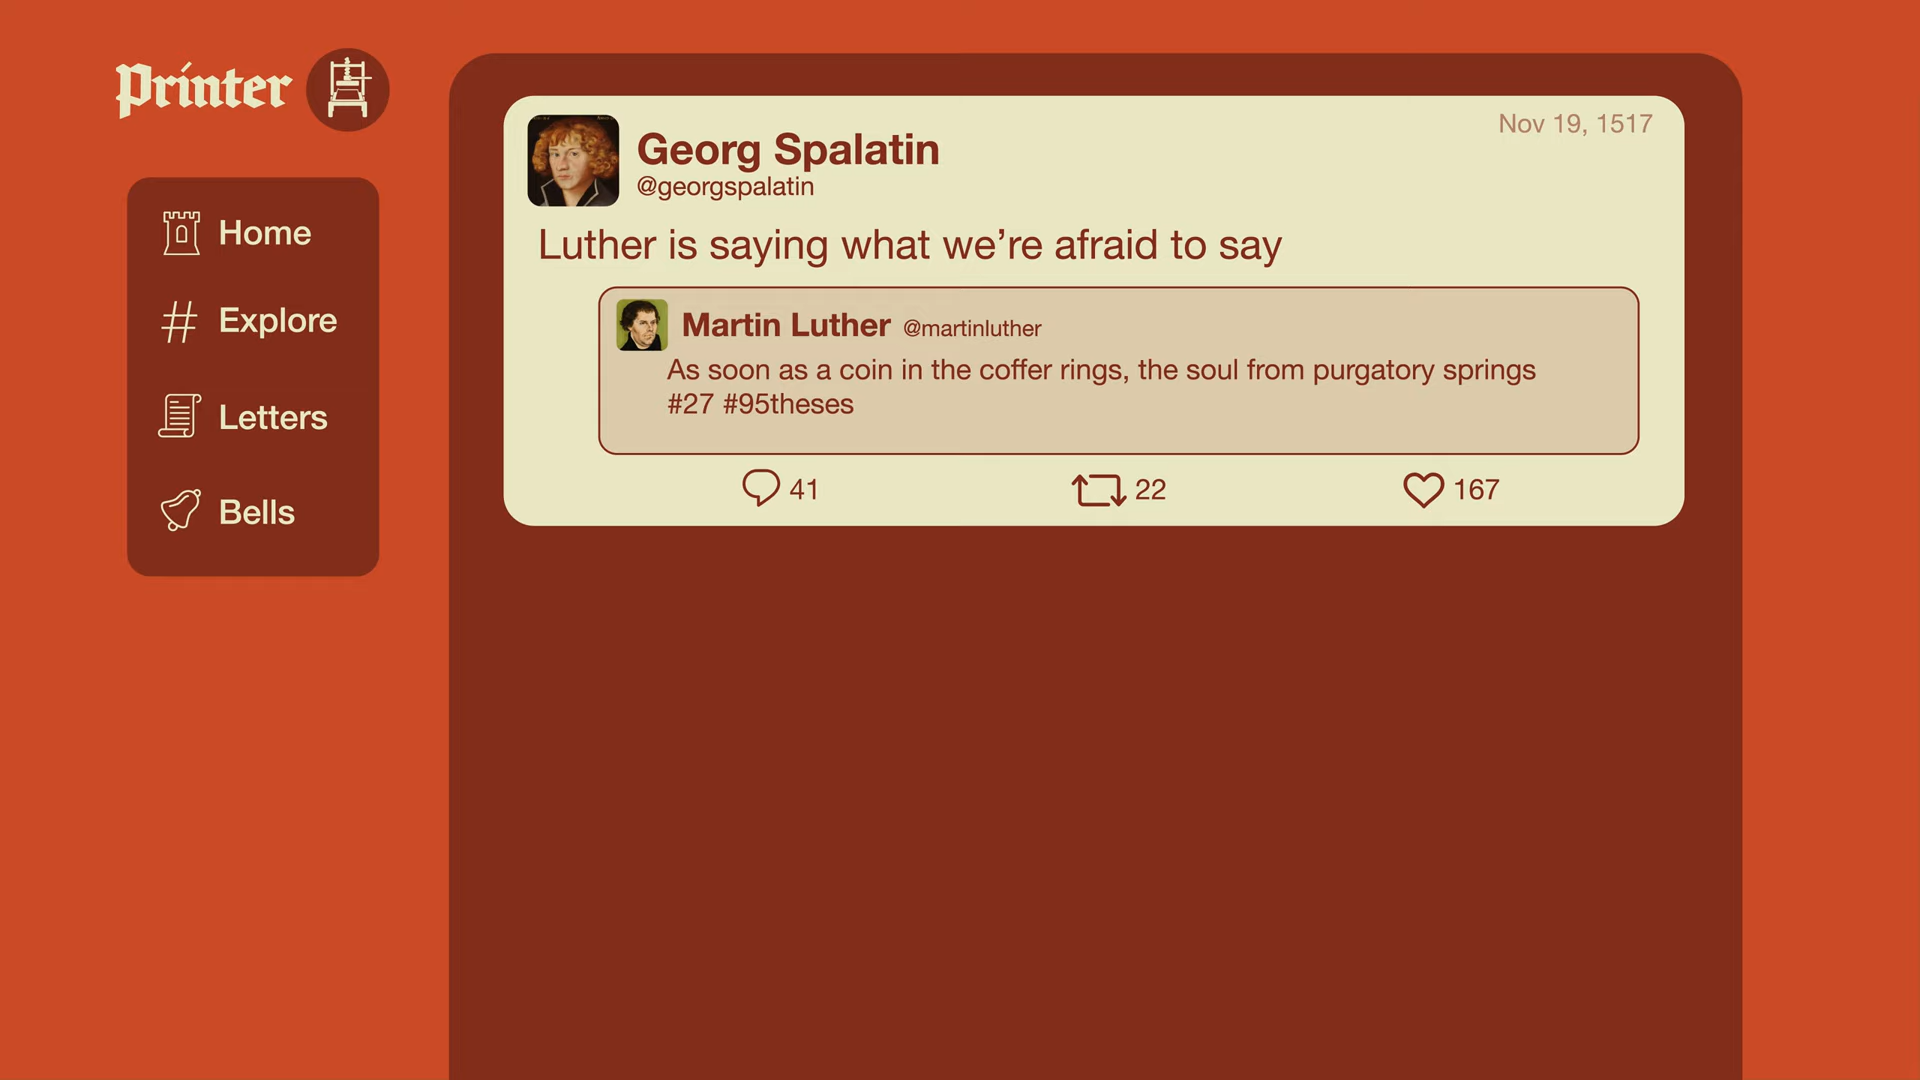 Printer
Home
Explore
Letters
Bells
Nov 19, 1517
Georg Spalatin
@georgspalatin
Luther is saying what we’re afraid to say
Martin Luther @martinluther
As soon as a coin in the coffer rings, the soul from purgatory springs
#27 #95theses
41 22 167